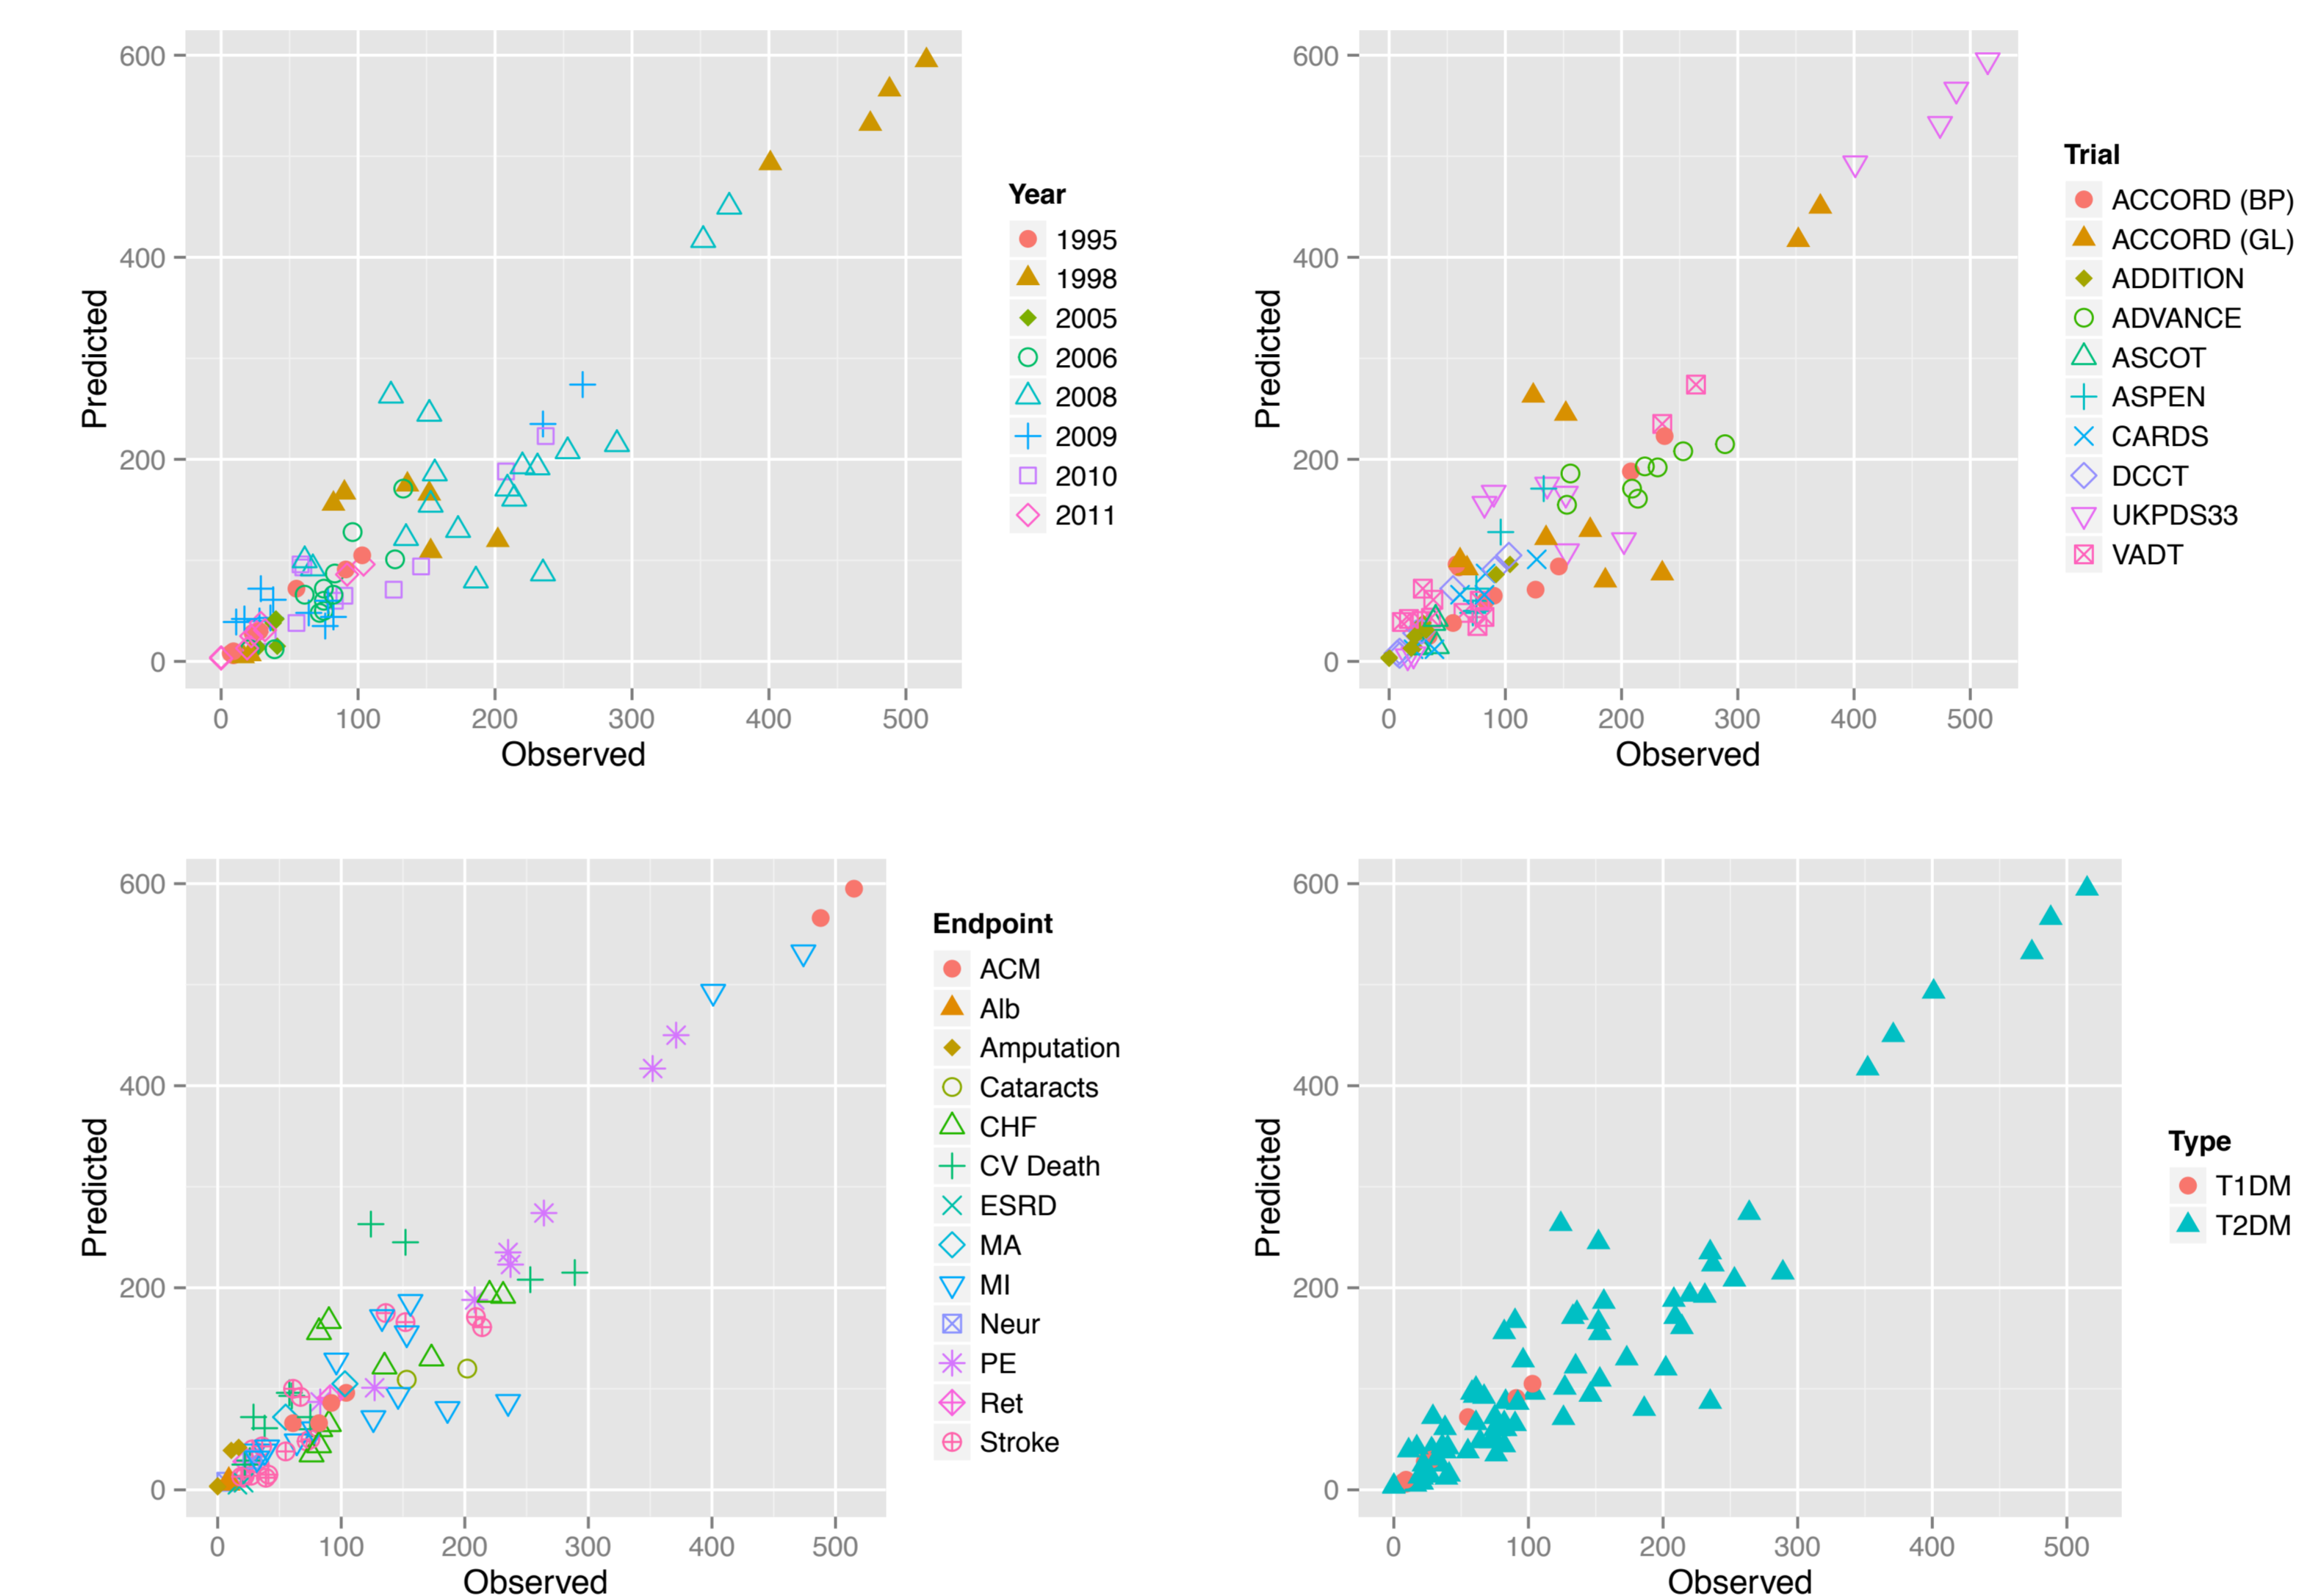 600
400
200
0
Predicted
0 100 200 300 400 500
Observed
Year
1995
1998
2005
2006
2008
2009
2010
2011
600
400
200
0
Predicted
0 100 200 300 400 500
Observed
Trial
ACCORD (BP)
ACCORD (GL)
ADDITION
ADVANCE
ASCOT
ASPEN
CARDS
DCCT
UKPDS33
VADT
600
400
200
0
Predicted
0 100 200 300 400 500
Observed
Endpoint
ACM
Alb
Amputation
Cataracts
CHF
CV Death
ESRD
MA
MI
Neur
PE
Ret
Stroke
600
400
200
0
Predicted
0 100 200 300 400 500
Observed
Type
T1DM
T2DM